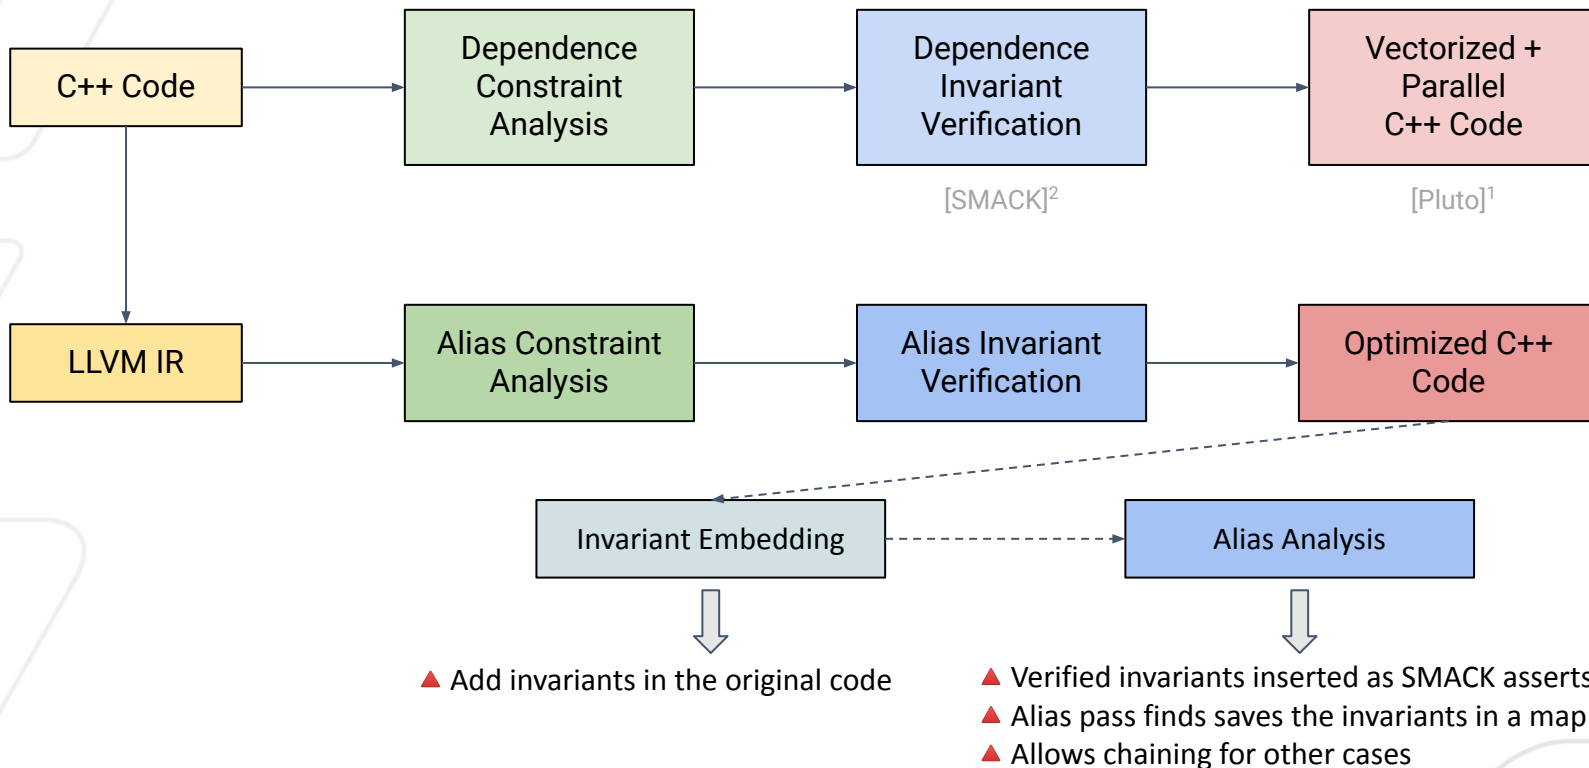 C++ Code
Dependence
Constraint
Analysis
Dependence
Invariant
Verification
Vectorized +
Parallel
C++ Code
[SMACK]²
[Pluto]¹
LLVM IR
Alias Constraint
Analysis
Alias Invariant
Verification
Optimized C++
Code
Invariant Embedding
Alias Analysis
Add invariants in the original code
Verified invariants inserted as SMACK asserts
Alias pass finds saves the invariants in a map
Allows chaining for other cases